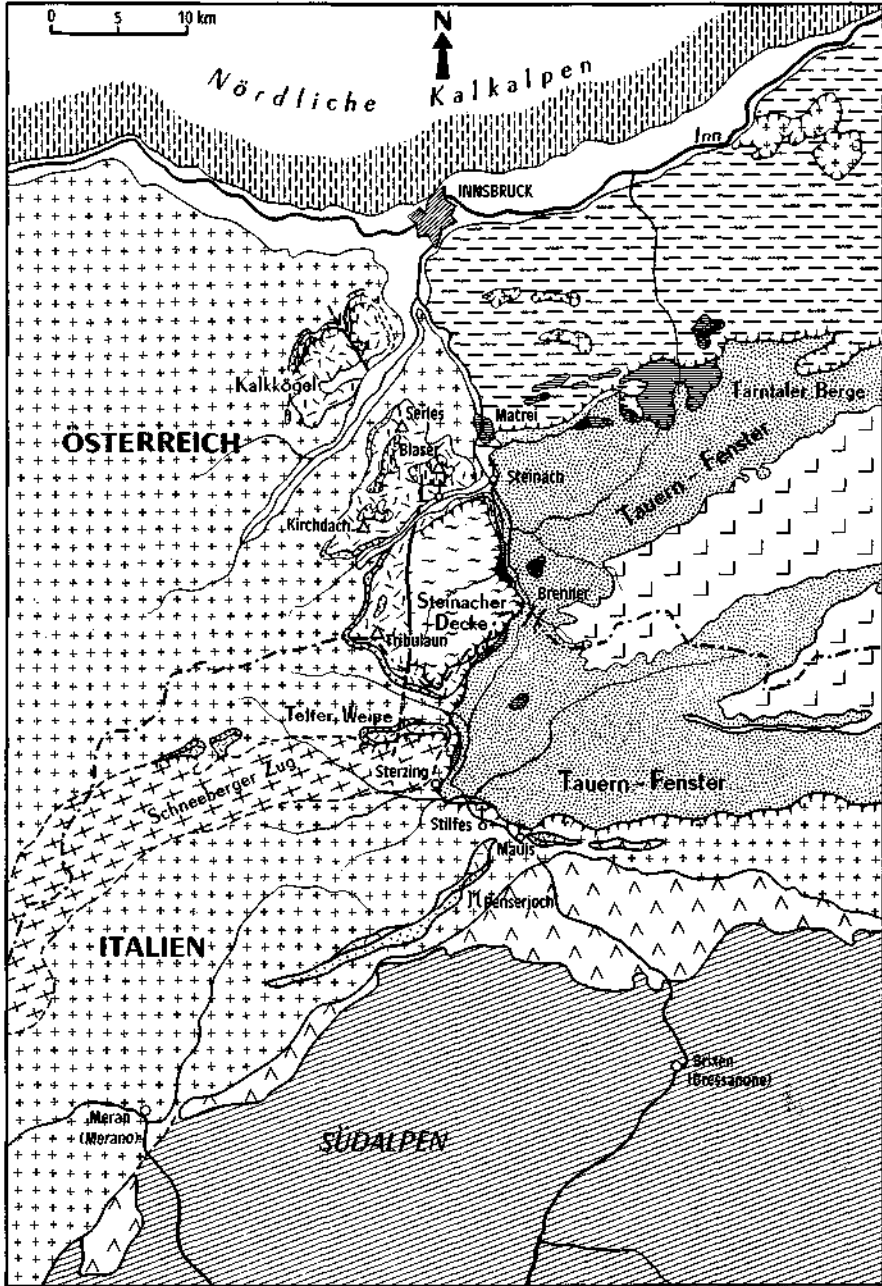 0 5 10 km
N
Nördliche Kalkalpen
Inn
INNSBRUCK
Kalkkögel
Tarntaler Berge
Serles
Matrei
ÖSTERREICH
Blaser
Tauern-Fenster
Steinach
Kirchdach
Brenner
Steinacher
Decke
Tribulaun
Telfer Weiße
Schneeberger Zug
Sterzing
Tauern-Fenster
Stilfes
Mauls
Penserjoch
ITALIEN
Brixen
(Bressanone)
Meran
(Merano)
SÜDALPEN